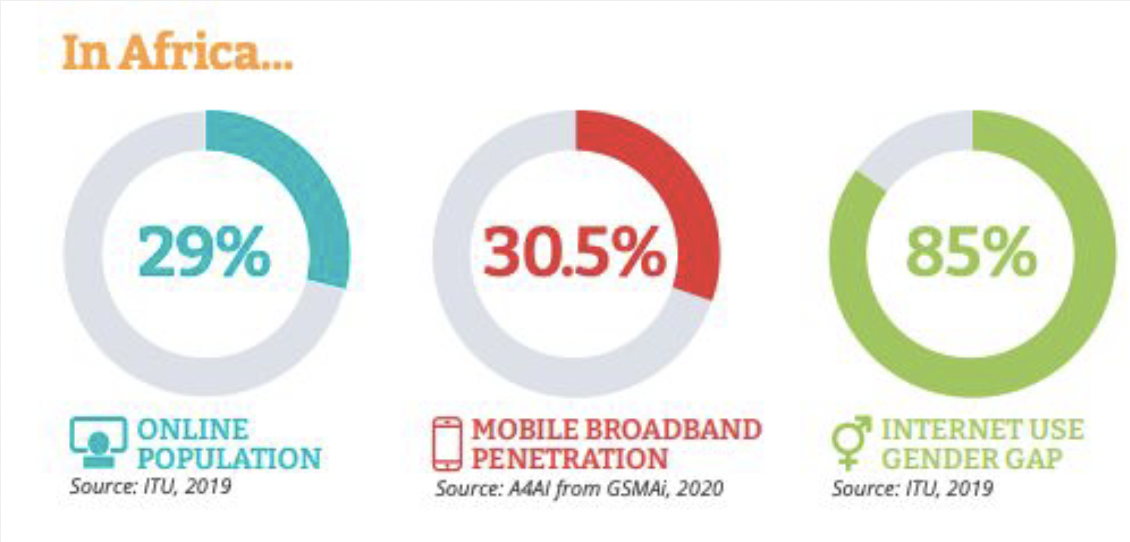 In Africa...
29%
30.5%
85%
ONLINE
POPULATION
Source: ITU, 2019
MOBILE BROADBAND
PENETRATION
Source: A4AI from GSMAi, 2020
INTERNET USE
GENDER GAP
Source: ITU, 2019